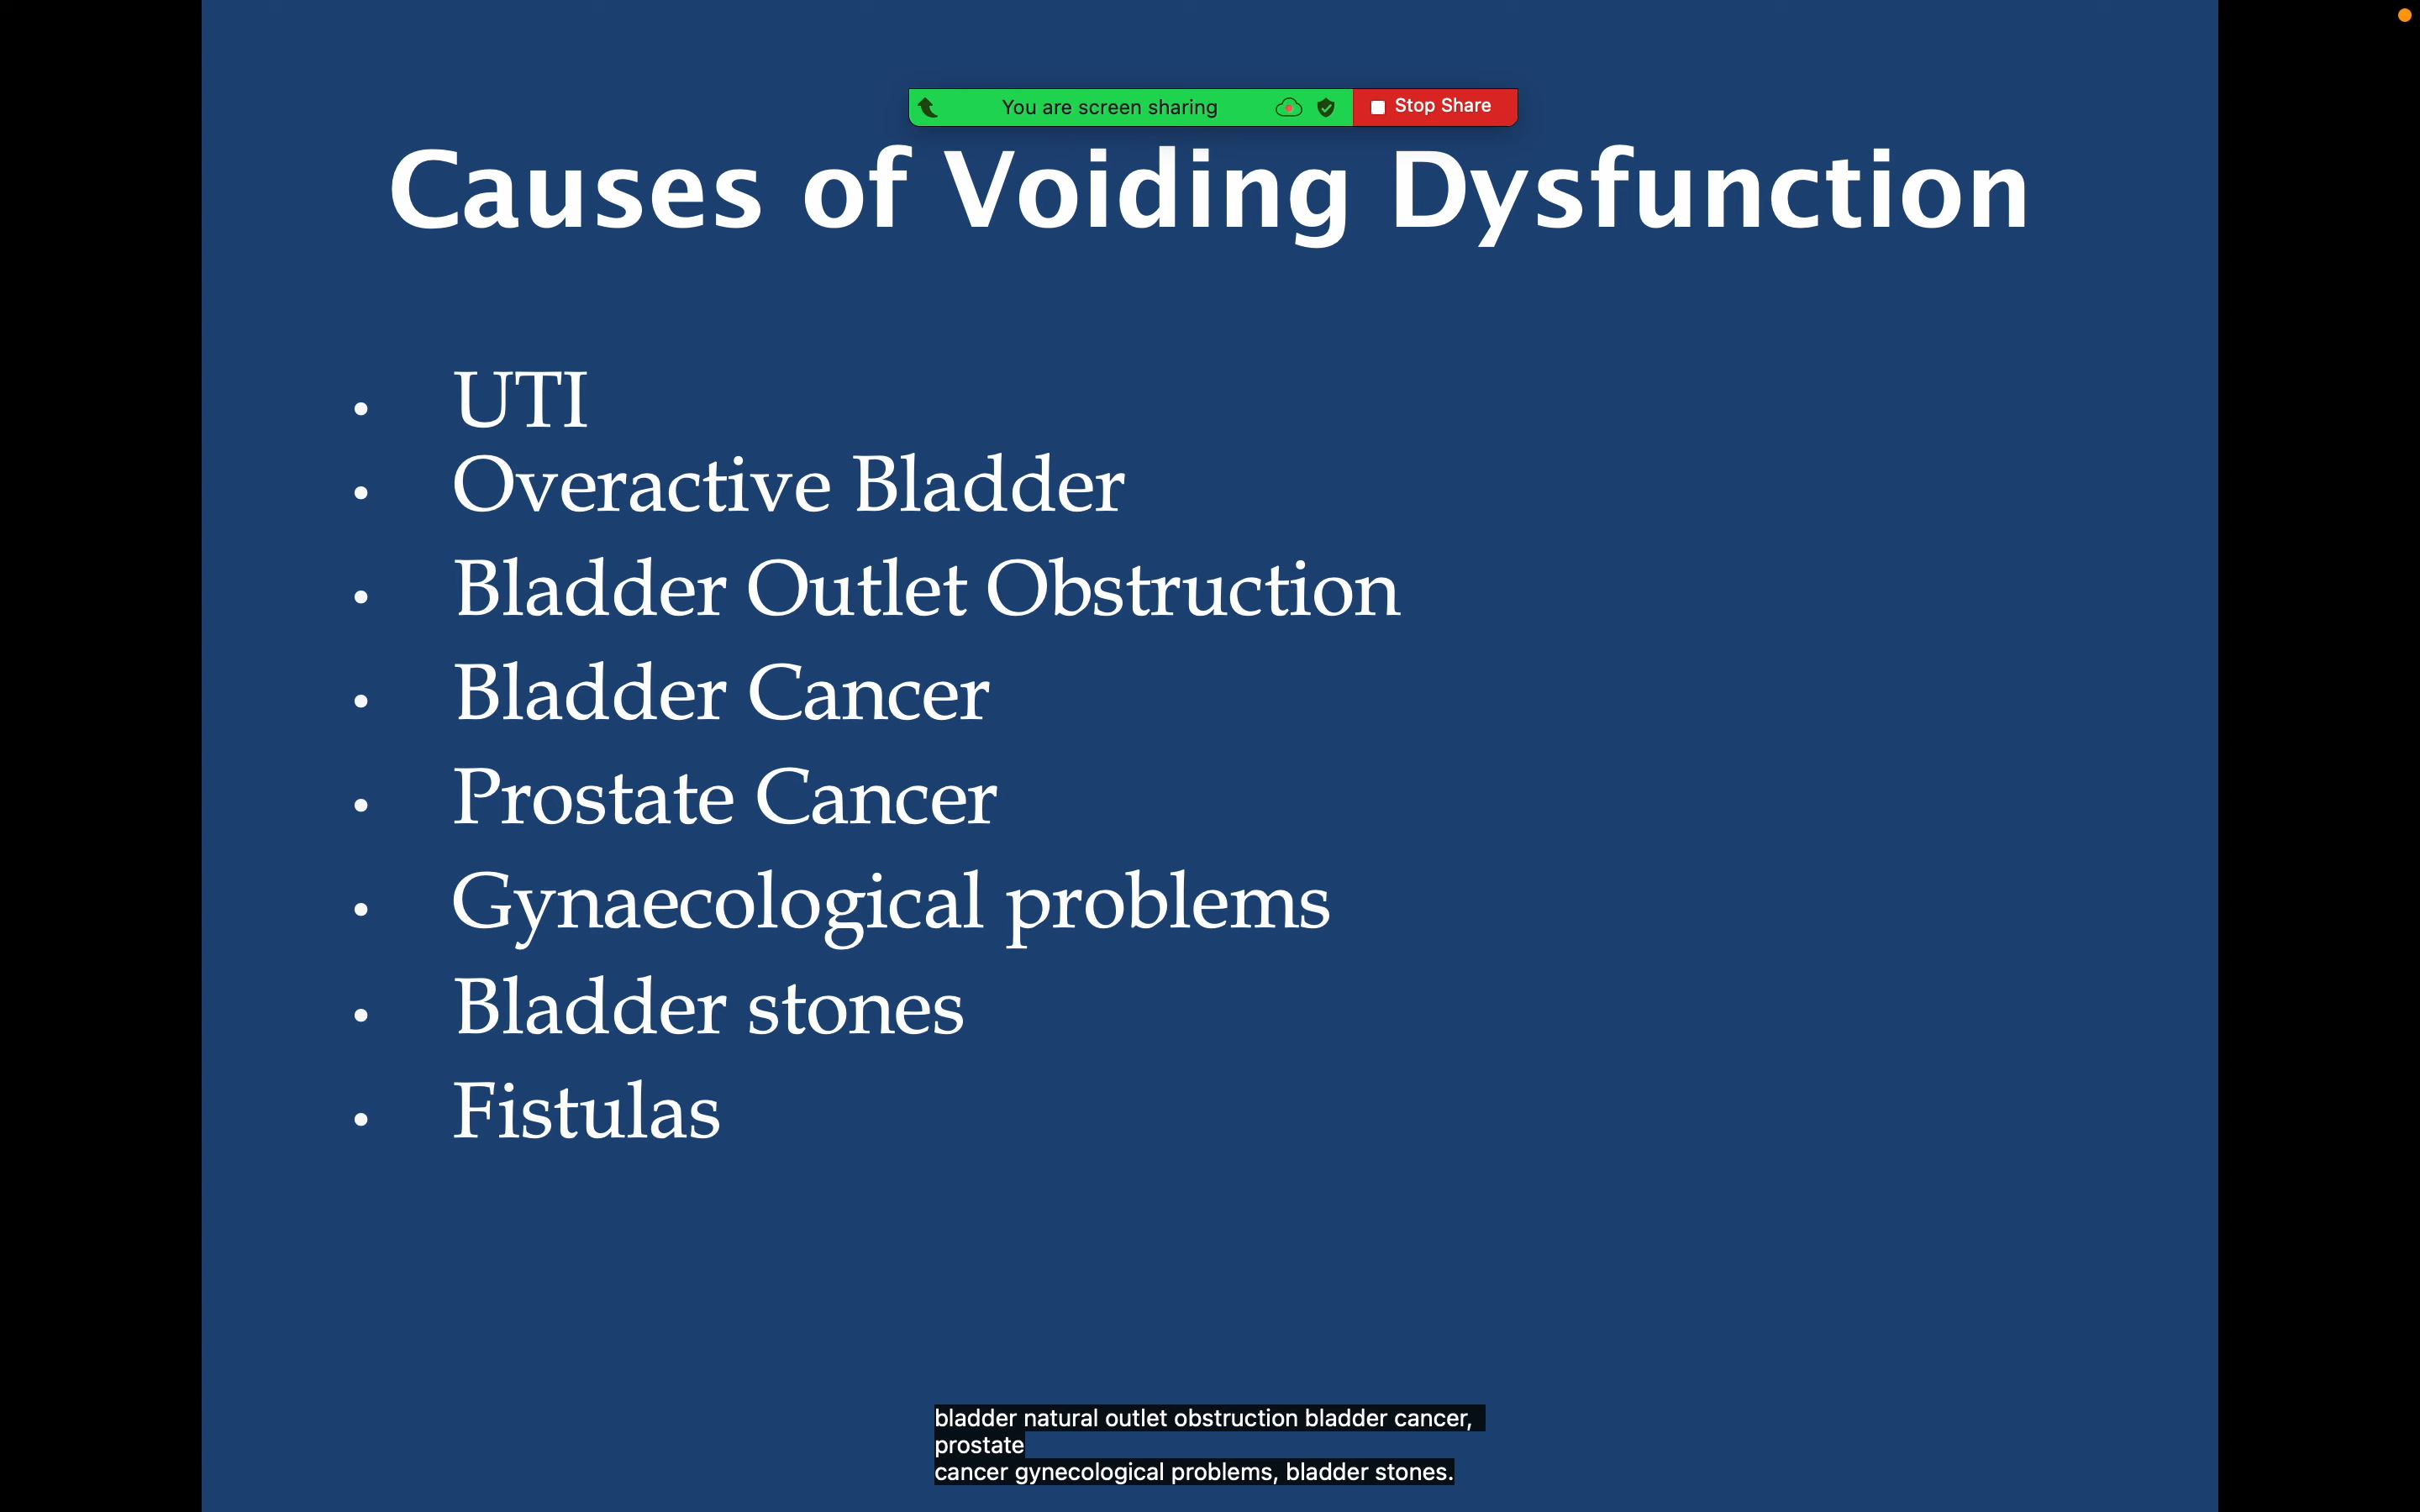 You are screen sharing
Stop Share
Causes of Voiding Dysfunction
• UTI
• Overactive Bladder
• Bladder Outlet Obstruction
• Bladder Cancer
• Prostate Cancer
• Gynaecological problems
• Bladder stones
• Fistulas
bladder natural outlet obstruction bladder cancer,
prostate
cancer gynecological problems, bladder stones.